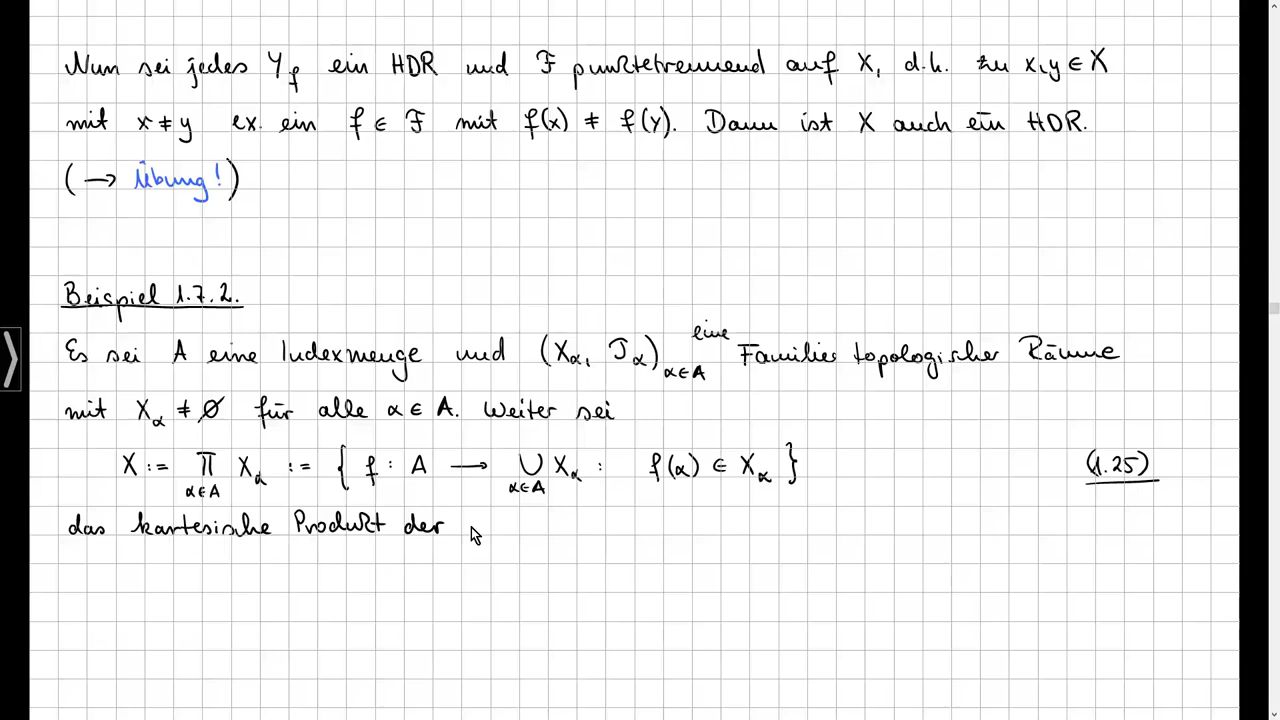 Nun sei jedes Y_f ein HDR und ℱ punktetrennend auf X, d.h. zu x,y ∈ X
mit x ≠ y ex. ein f ∈ ℱ mit f(x) ≠ f(y). Dann ist X auch ein HDR.
(→ Übung!)
Beispiel 1.7.2.
Es sei A eine Indexmenge und (X_α, 𝒯_α)_{α∈A} eine Familie topologischer Räume
mit X_α ≠ ∅ für alle α ∈ A. Weiter sei
X := ∏_{α∈A} X_α := { f : A → ⋃_{α∈A} X_α : f(α) ∈ X_α } (1.25)
das kartesische Produkt der